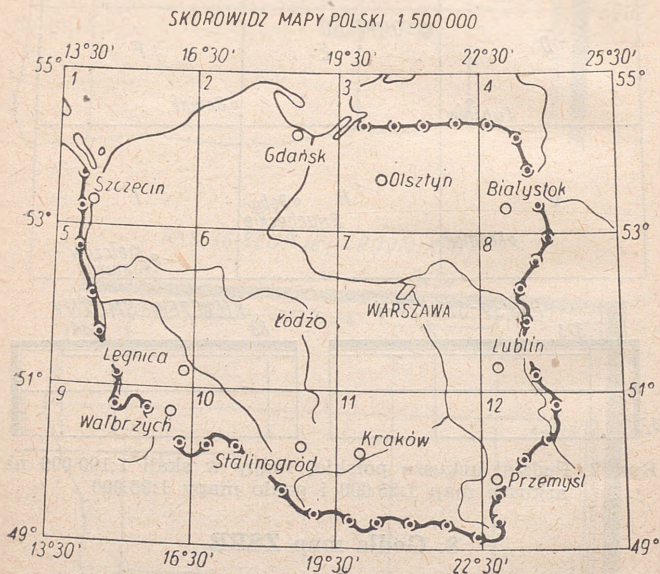 SKOROWIDZ MAPY POLSKI 1 500 000
13°30' 16°30' 19°30' 22°30' 25°30'
55° 55°
1 2 3 4
Gdańsk
Olsztyn
Szczecin Białystok
53° 53°
5 6 7 8
WARSZAWA
Łódź
Lublin
Legnica
51° 51°
9 10 11 12
Wałbrzych
Kraków
Stalinogród
Przemyśl
49° 49°
13°30' 16°30' 19°30' 22°30'